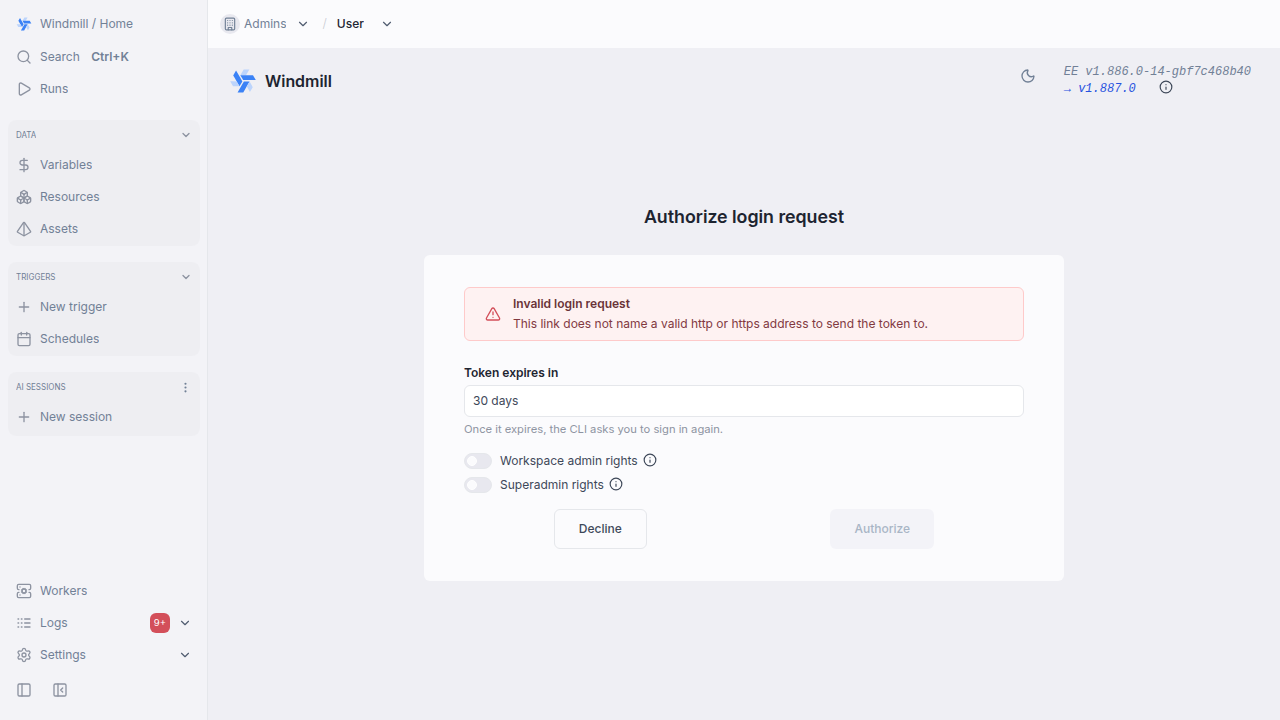 Windmill / Home
Search Ctrl+K
Runs
DATA
Variables
Resources
Assets
TRIGGERS
New trigger
Schedules
AI SESSIONS
New session
Workers
Logs 9+
Settings
Admins / User
Windmill
EE v1.886.0-14-gbf7c468b40
→ v1.887.0
Authorize login request
Invalid login request
This link does not name a valid http or https address to send the token to.
Token expires in
30 days
Once it expires, the CLI asks you to sign in again.
Workspace admin rights
Superadmin rights
Decline
Authorize